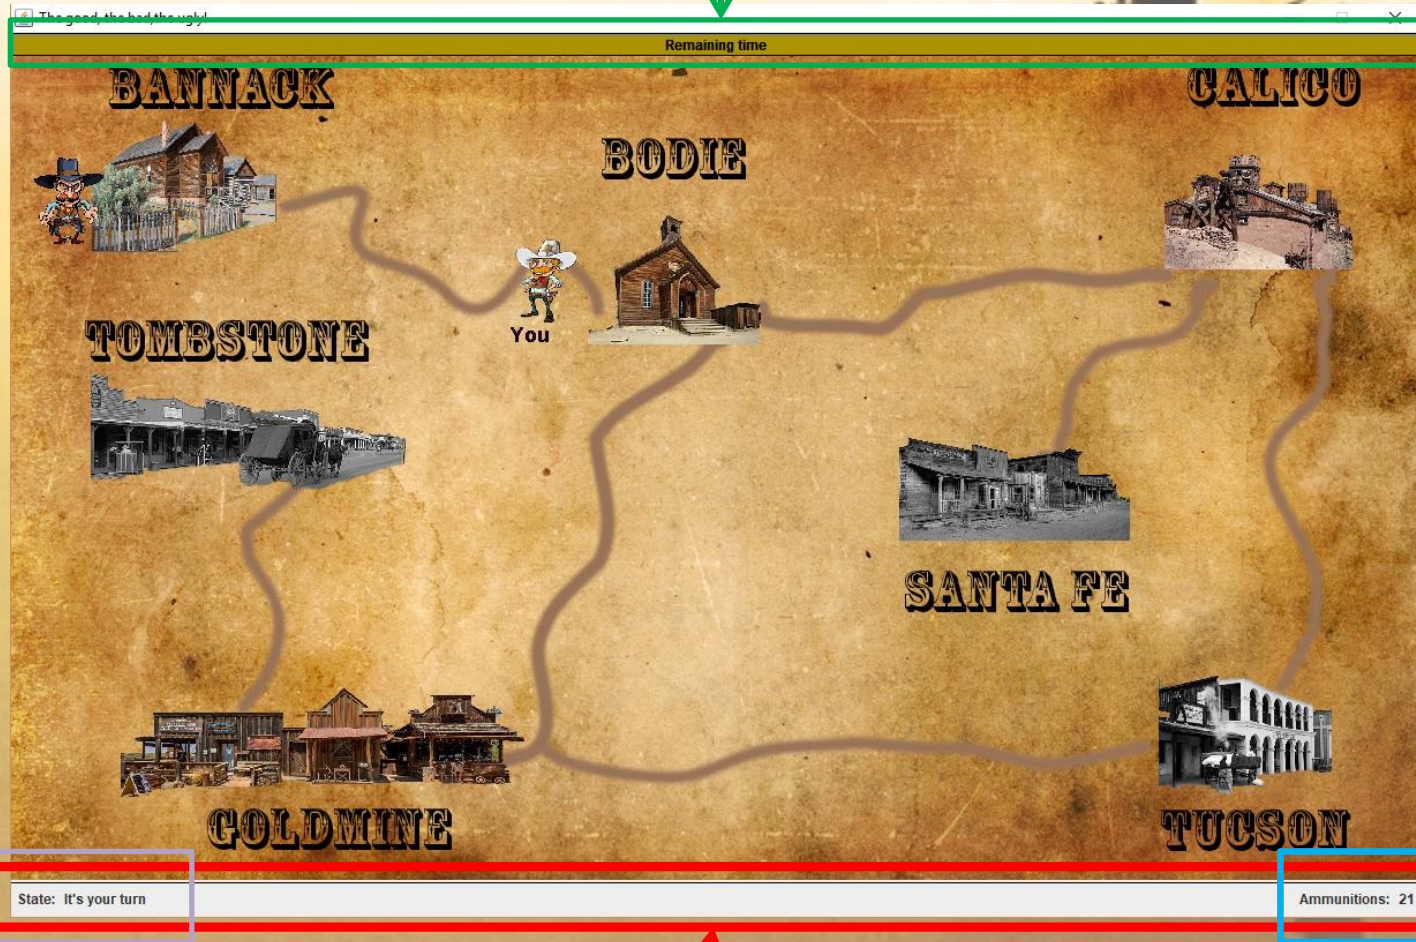 The good, the bad,the ugly!
Remaining time
BANNACK
CALICO
BODIE
You
TOMBSTONE
SANTA FE
GOLDMINE
TUCSON
State: It's your turn
Ammunitions: 21